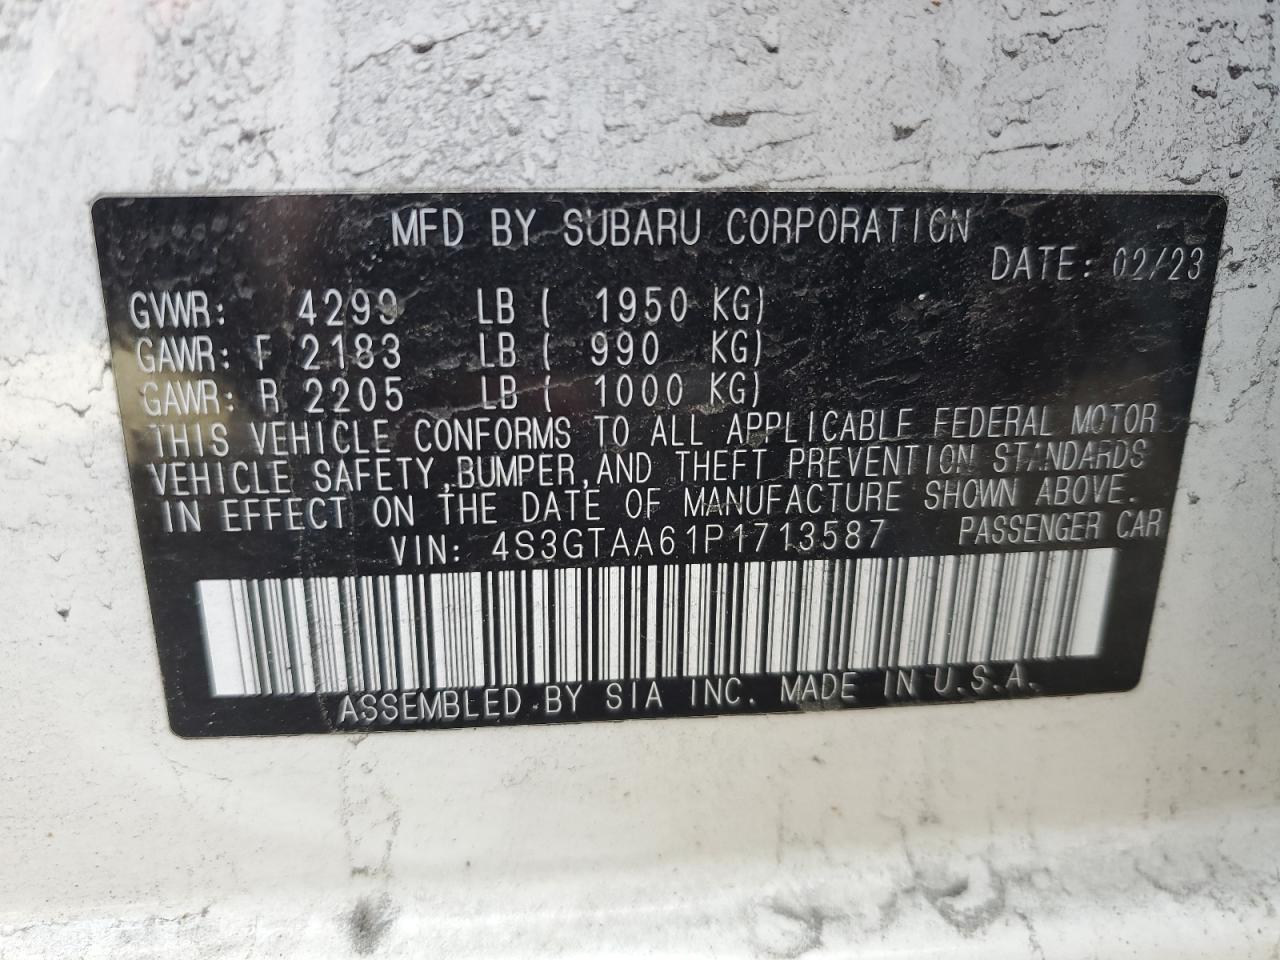 MFD BY SUBARU CORPORATION
DATE: 02/23
GVWR: 4299 LB ( 1950 KG)
GAWR: F 2183 LB ( 990 KG)
GAWR: R 2205 LB ( 1000 KG)
THIS VEHICLE CONFORMS TO ALL APPLICABLE FEDERAL MOTOR
VEHICLE SAFETY,BUMPER,AND THEFT PREVENTION STANDARDS
IN EFFECT ON THE DATE OF MANUFACTURE SHOWN ABOVE.
VIN: 4S3GTAA61P1713587 PASSENGER CAR
ASSEMBLED BY SIA INC. MADE IN U.S.A.